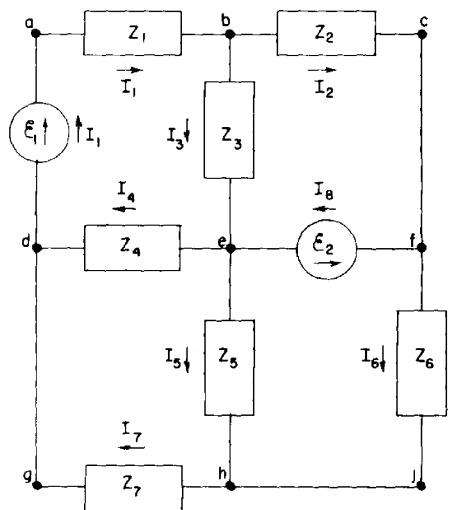 a Z₁ b Z₂ c
I₁ I₂
ℰ₁ I₁ I₃ Z₃
I₄ I₈
d Z₄ e ℰ₂ f
I₅ Z₅ I₆ Z₆
I₇
g Z₇ h j